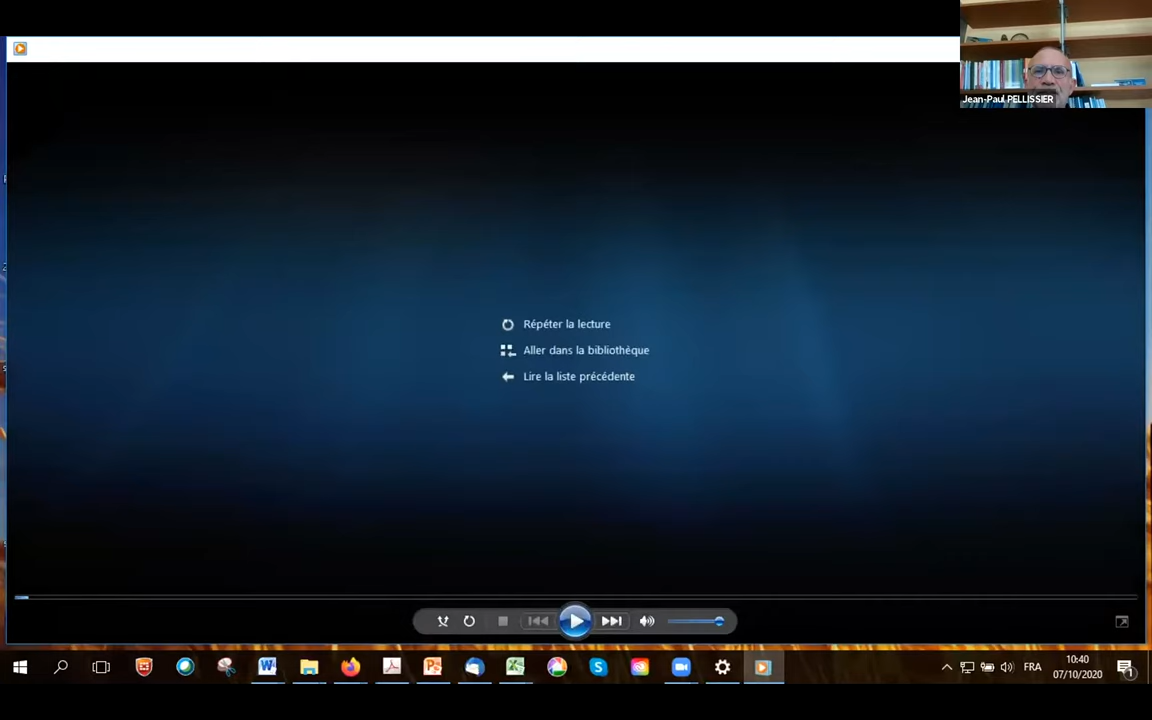 Jean-Paul PELLISSIER
Répéter la lecture
Aller dans la bibliothèque
Lire la liste précédente
FRA
10:40
07/10/2020
1